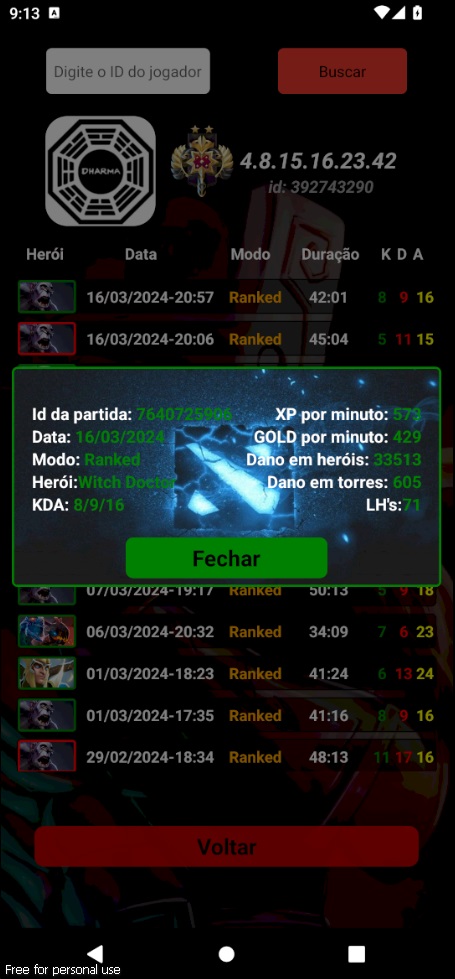 9:13 A
Digite o ID do jogador Buscar
DHARMA
4.8.15.16.23.42
id: 392743290
Herói Data Modo Duração K D A
16/03/2024-20:57 Ranked 42:01 8 9 16
16/03/2024-20:06 Ranked 45:04 5 11 15
Id da partida: 7640725904 XP por minuto: 573
Data: 16/03/2024 GOLD por minuto: 429
Modo: Ranked Dano em heróis: 33513
Herói:Witch Doctor Dano em torres: 605
KDA: 8/9/16 LH's:71
Fechar
07/03/2024-19:17 Ranked 50:13 5 9 18
06/03/2024-20:32 Ranked 34:09 7 6 23
01/03/2024-18:23 Ranked 41:24 6 13 24
01/03/2024-17:35 Ranked 41:16 8 9 16
29/02/2024-18:34 Ranked 48:13 11 17 16
Voltar
Free for personal use